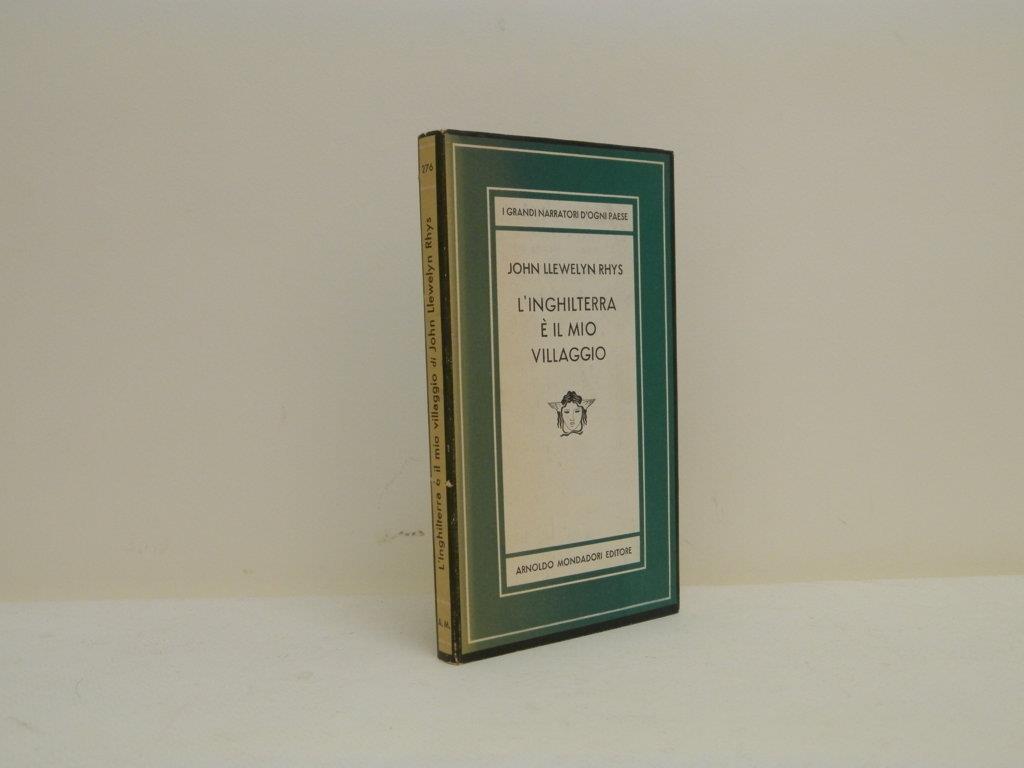 276
L'Inghilterra è il mio villaggio di John Llewelyn Rhys
A. M.
I GRANDI NARRATORI D'OGNI PAESE
JOHN LLEWELYN RHYS
L'INGHILTERRA
È IL MIO
VILLAGGIO
ARNOLDO MONDADORI EDITORE